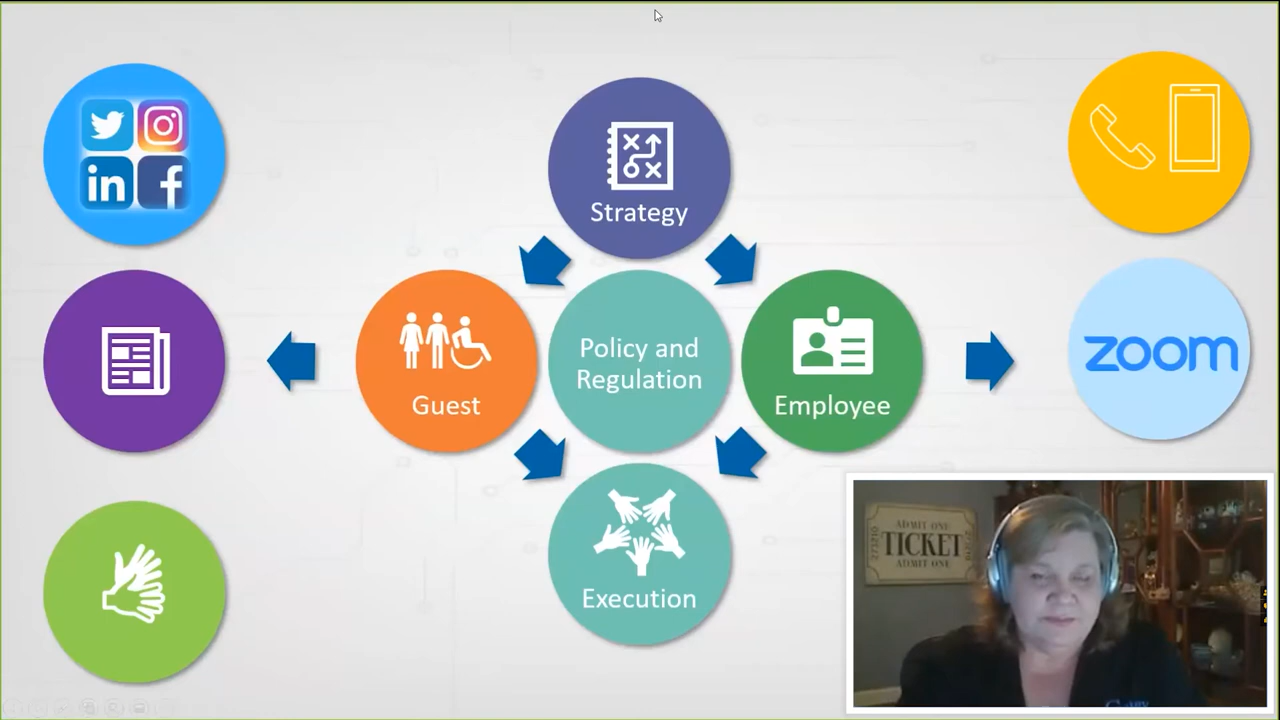 Strategy
in f
Policy and
Regulation
Guest
Employee
zoom
Execution
ADMIT ONE
TICKET
ADMIT ONE